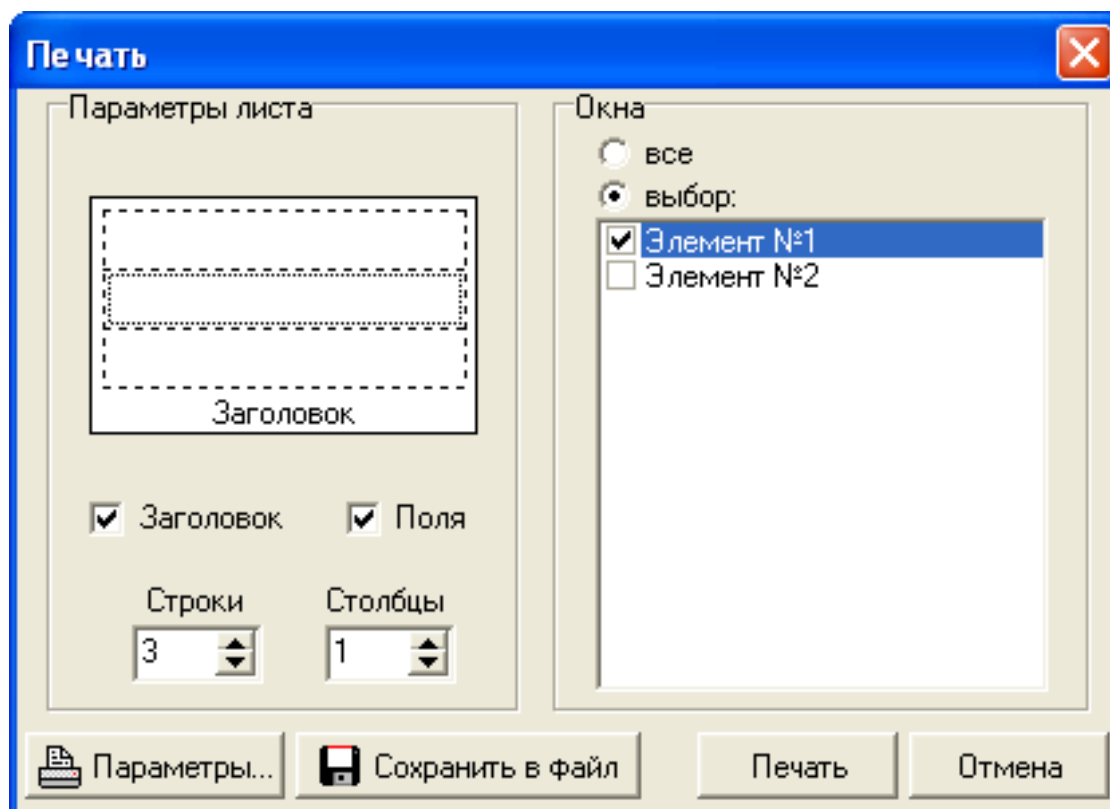 Печать
Параметры листа
Заголовок
Заголовок
Поля
Строки
Столбцы
3
1
Окна
все
выбор:
Элемент №1
Элемент №2
Параметры...
Сохранить в файл
Печать
Отмена